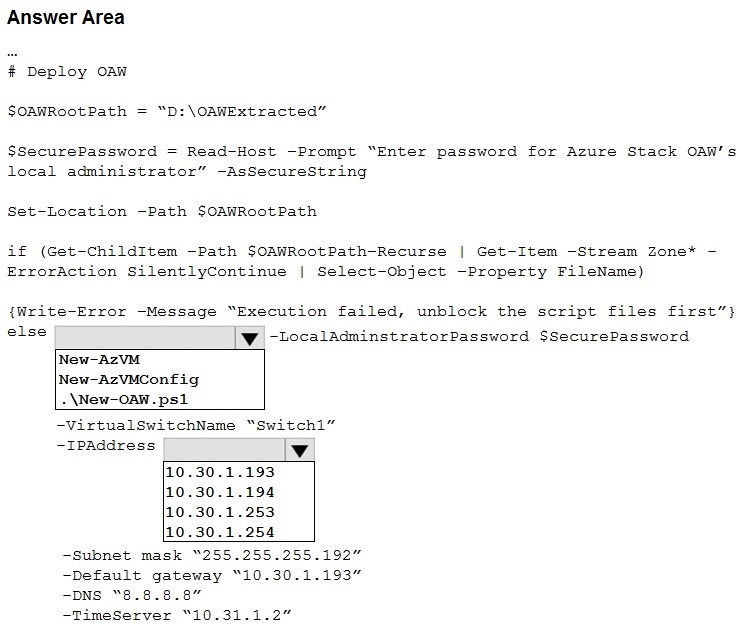 Answer Area
...
# Deploy OAW
$OAWRootPath = “D:\OAWExtracted”
$SecurePassword = Read-Host –Prompt “Enter password for Azure Stack OAW’s
local administrator” –AsSecureString
Set-Location –Path $OAWRootPath
if (Get-ChildItem –Path $OAWRootPath–Recurse | Get-Item –Stream Zone* –
ErrorAction SilentlyContinue | Select-Object –Property FileName)
{Write-Error –Message “Execution failed, unblock the script files first”}
else –LocalAdminstratorPassword $SecurePassword
New-AzVM
New-AzVMConfig
.\New-OAW.ps1
–VirtualSwitchName “Switch1”
–IPAddress
10.30.1.193
10.30.1.194
10.30.1.253
10.30.1.254
–Subnet mask “255.255.255.192”
–Default gateway “10.30.1.193”
–DNS “8.8.8.8”
–TimeServer “10.31.1.2”